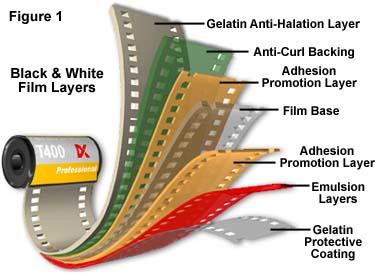 Figure 1
Black & White
Film Layers
Gelatin Anti-Halation Layer
Anti-Curl Backing
Adhesion
Promotion Layer
Film Base
Adhesion
Promotion Layer
Emulsion
Layers
Gelatin
Protective
Coating
T400
Professional